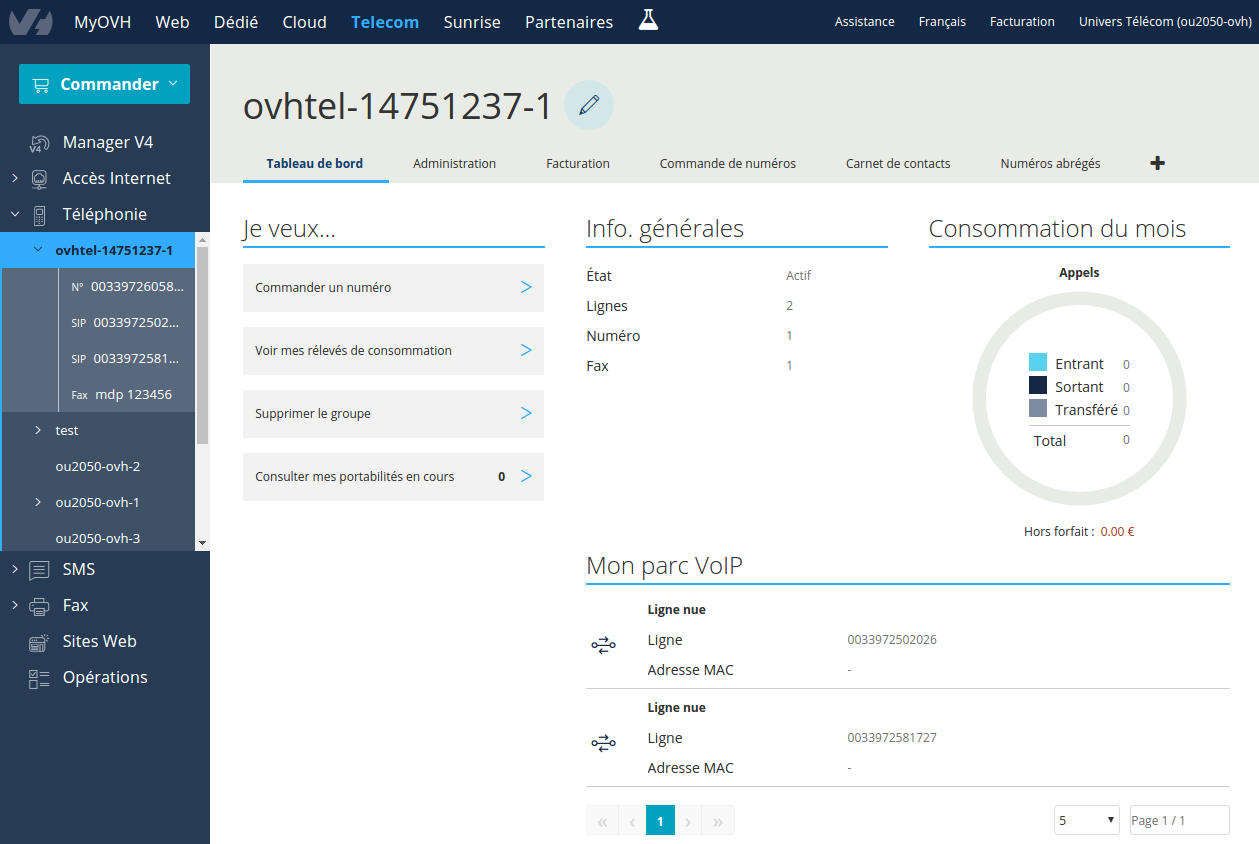 MyOVH Web Dédié Cloud Telecom Sunrise Partenaires Assistance Français Facturation Univers Télécom (ou2050-ovh)
Commander
V4 Manager V4
Accès Internet
Téléphonie
ovhtel-14751237-1
N° 00339726058...
SIP 0033972502...
SIP 0033972581...
Fax mdp 123456
test
ou2050-ovh-2
ou2050-ovh-1
ou2050-ovh-3
SMS
Fax
Sites Web
Opérations
ovhtel-14751237-1
Tableau de bord Administration Facturation Commande de numéros Carnet de contacts Numéros abrégés
Je veux...
Commander un numéro
Voir mes rélevés de consommation
Supprimer le groupe
Consulter mes portabilités en cours 0
Info. générales
État Actif
Lignes 2
Numéro 1
Fax 1
Consommation du mois
Appels
Entrant 0
Sortant 0
Transféré 0
Total 0
Hors forfait : 0.00 €
Mon parc VoIP
Ligne nue
Ligne 0033972502026
Adresse MAC -
Ligne nue
Ligne 0033972581727
Adresse MAC -
« ‹ 1 › » 5 Page 1 / 1